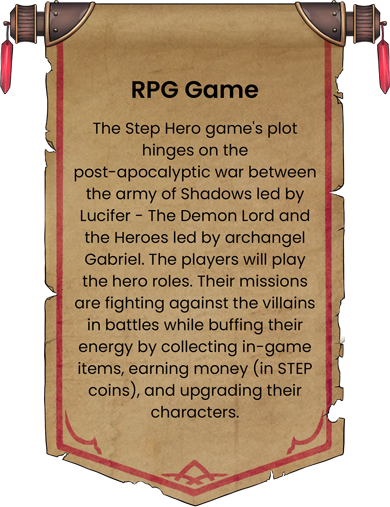 RPG Game
The Step Hero game's plot
hinges on the
post-apocalyptic war between
the army of Shadows led by
Lucifer - The Demon Lord and
the Heroes led by archangel
Gabriel. The players will play
the hero roles. Their missions
are fighting against the villains
in battles while buffing their
energy by collecting in-game
items, earning money (in STEP
coins), and upgrading their
characters.